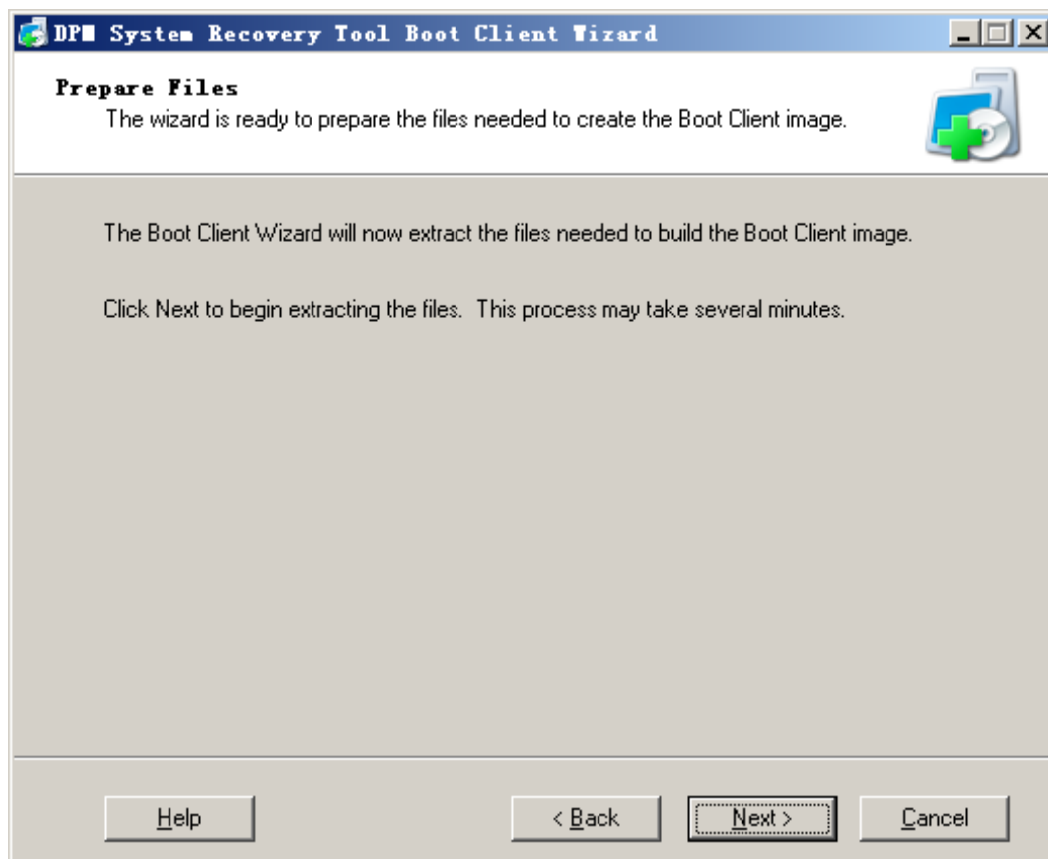 DPM System Recovery Tool Boot Client Wizard
Prepare Files
The wizard is ready to prepare the files needed to create the Boot Client image.
The Boot Client Wizard will now extract the files needed to build the Boot Client image.
Click Next to begin extracting the files.  This process may take several minutes.
Help
< Back
Next >
Cancel